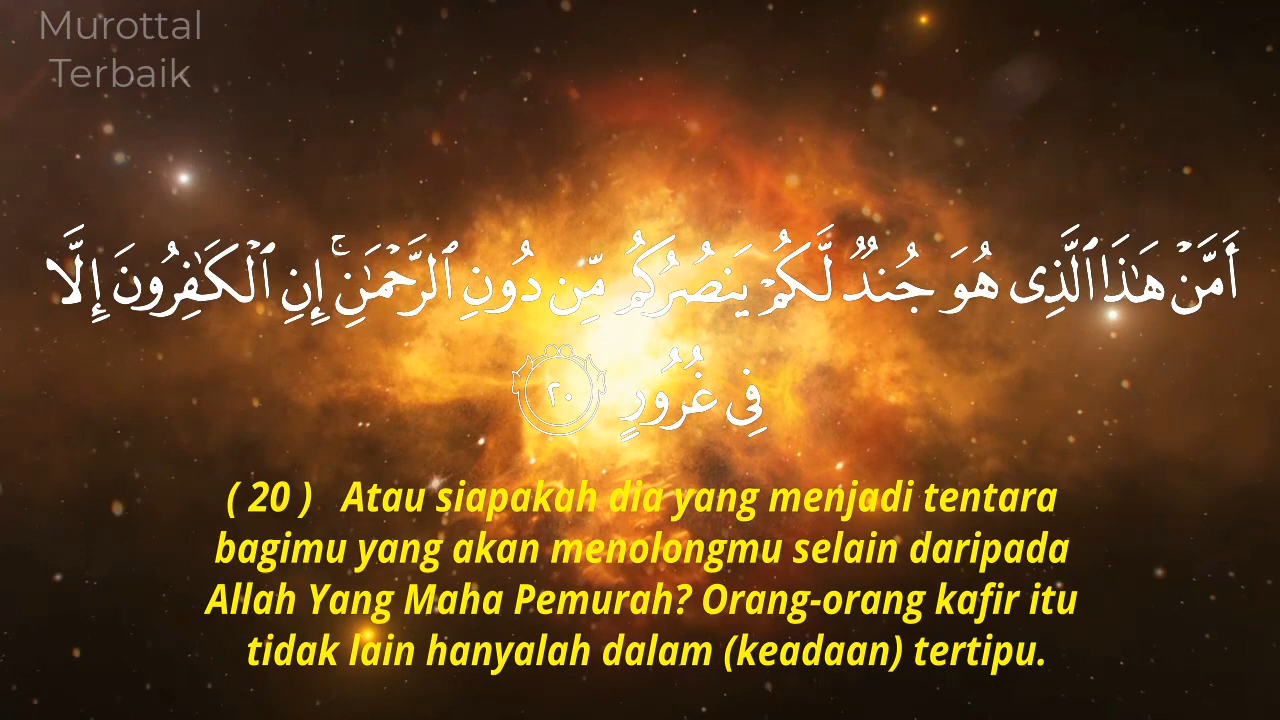 Murottal
Terbaik
أَمَّنْ هَٰذَا ٱلَّذِى هُوَ جُندٌ لَّكُمْ يَنصُرُكُم مِّن دُونِ ٱلرَّحْمَٰنِ ۚ إِنِ ٱلْكَٰفِرُونَ إِلَّا
فِى غُرُورٍ ٢٠
( 20 ) Atau siapakah dia yang menjadi tentara
bagimu yang akan menolongmu selain daripada
Allah Yang Maha Pemurah? Orang-orang kafir itu
tidak lain hanyalah dalam (keadaan) tertipu.